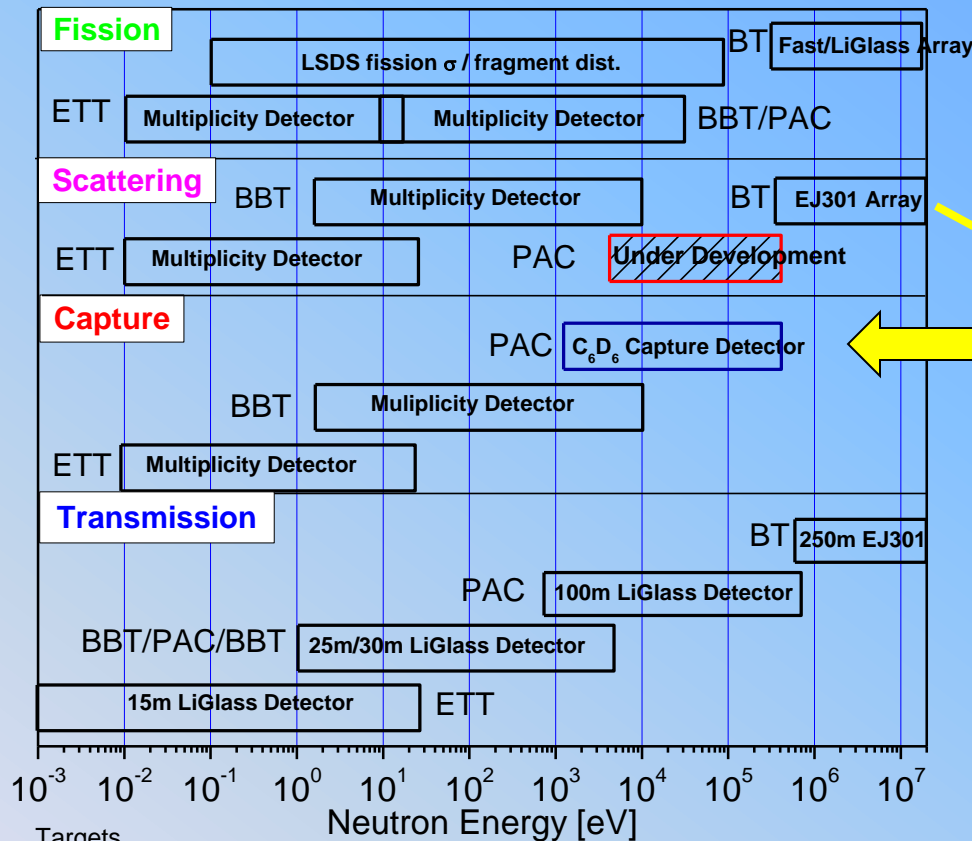 Fission
BT Fast/LiGlass Array
LSDS fission σ / fragment dist.
ETT Multiplicity Detector Multiplicity Detector BBT/PAC
Scattering
BBT Multiplicity Detector BT EJ301 Array
ETT Multiplicity Detector PAC Under Development
Capture
PAC C₆D₆ Capture Detector
BBT Muliplicity Detector
ETT Multiplicity Detector
Transmission
BT 250m EJ301
PAC 100m LiGlass Detector
BBT/PAC/BBT 25m/30m LiGlass Detector
15m LiGlass Detector ETT
10⁻³ 10⁻² 10⁻¹ 10⁰ 10¹ 10² 10³ 10⁴ 10⁵ 10⁶ 10⁷
Neutron Energy [eV]
Targets